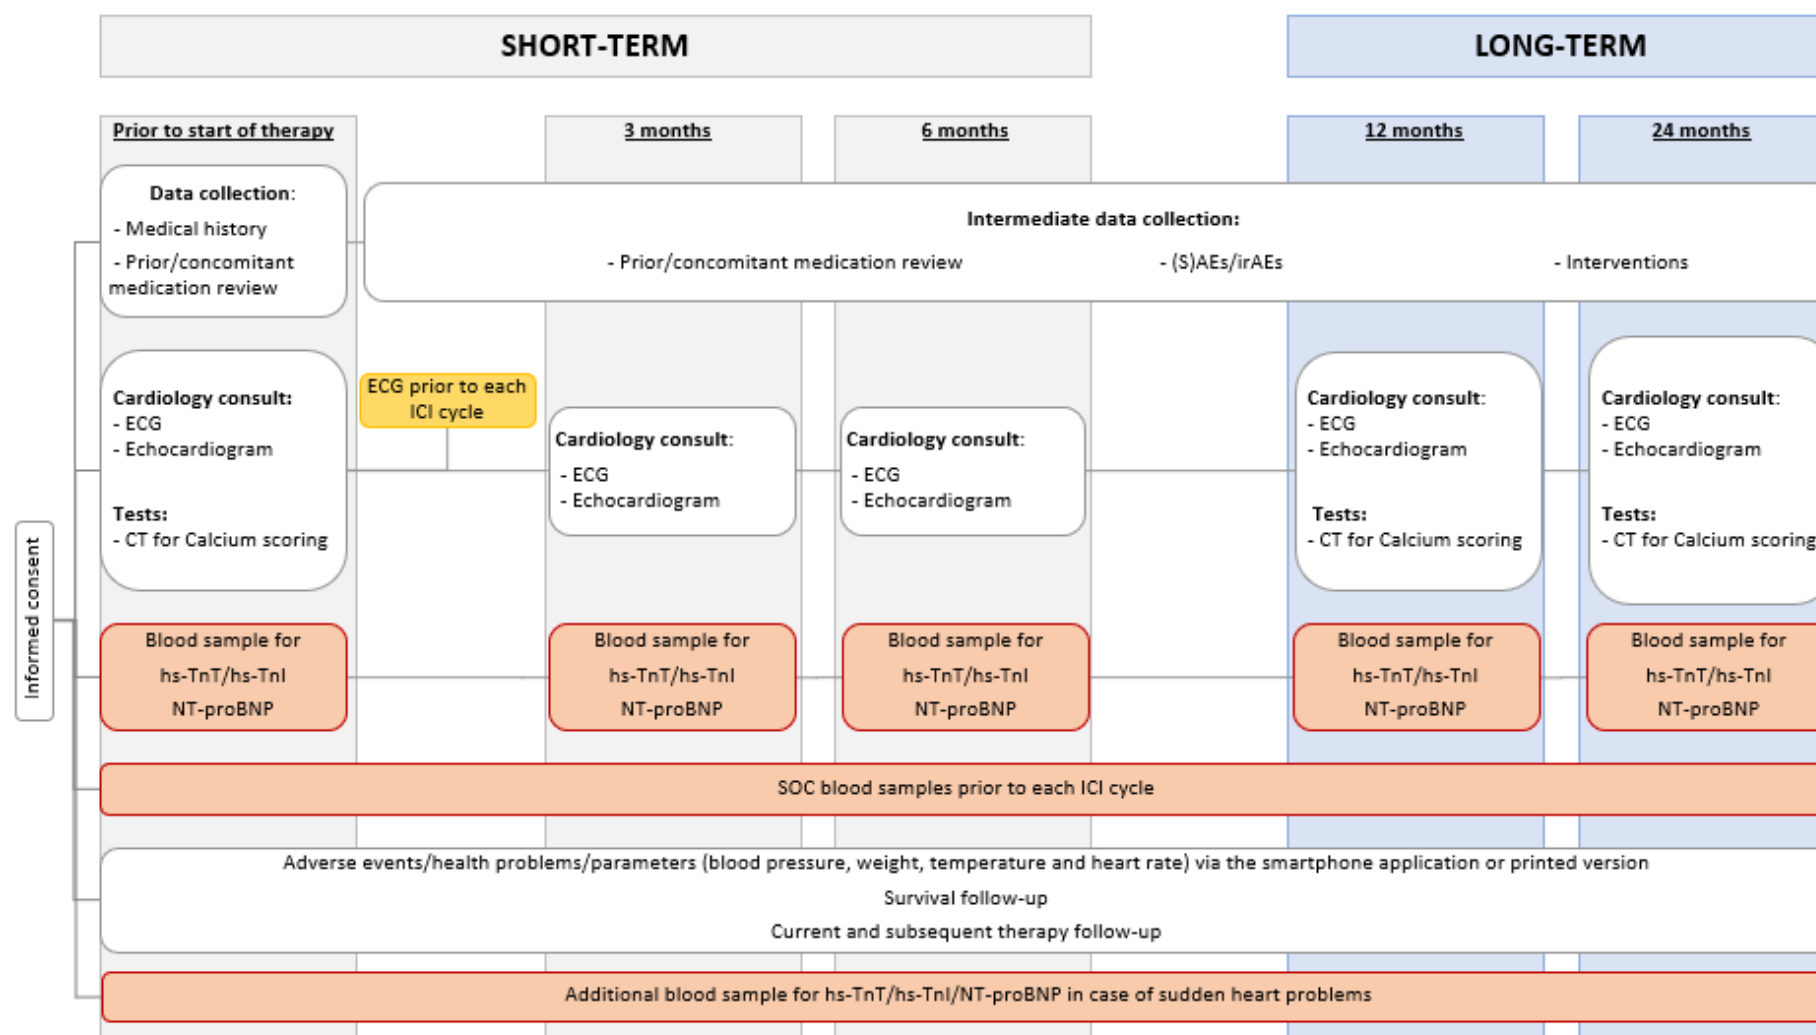 SHORT-TERM
LONG-TERM
Prior to start of therapy
3 months
6 months
12 months
24 months
Data collection:
- Medical history
- Prior/concomitant
medication review
Intermediate data collection:
- Prior/concomitant medication review
- (S)AEs/irAEs
- Interventions
Cardiology consult:
- ECG
- Echocardiogram
Tests:
- CT for Calcium scoring
ECG prior to each
ICI cycle
Cardiology consult:
- ECG
- Echocardiogram
Cardiology consult:
- ECG
- Echocardiogram
Cardiology consult:
- ECG
- Echocardiogram
Tests:
- CT for Calcium scoring
Cardiology consult:
- ECG
- Echocardiogram
Tests:
- CT for Calcium scoring
Informed consent
Blood sample for
hs-TnT/hs-TnI
NT-proBNP
Blood sample for
hs-TnT/hs-TnI
NT-proBNP
Blood sample for
hs-TnT/hs-TnI
NT-proBNP
Blood sample for
hs-TnT/hs-TnI
NT-proBNP
Blood sample for
hs-TnT/hs-TnI
NT-proBNP
SOC blood samples prior to each ICI cycle
Adverse events/health problems/parameters (blood pressure, weight, temperature and heart rate) via the smartphone application or printed version
Survival follow-up
Current and subsequent therapy follow-up
Additional blood sample for hs-TnT/hs-TnI/NT-proBNP in case of sudden heart problems